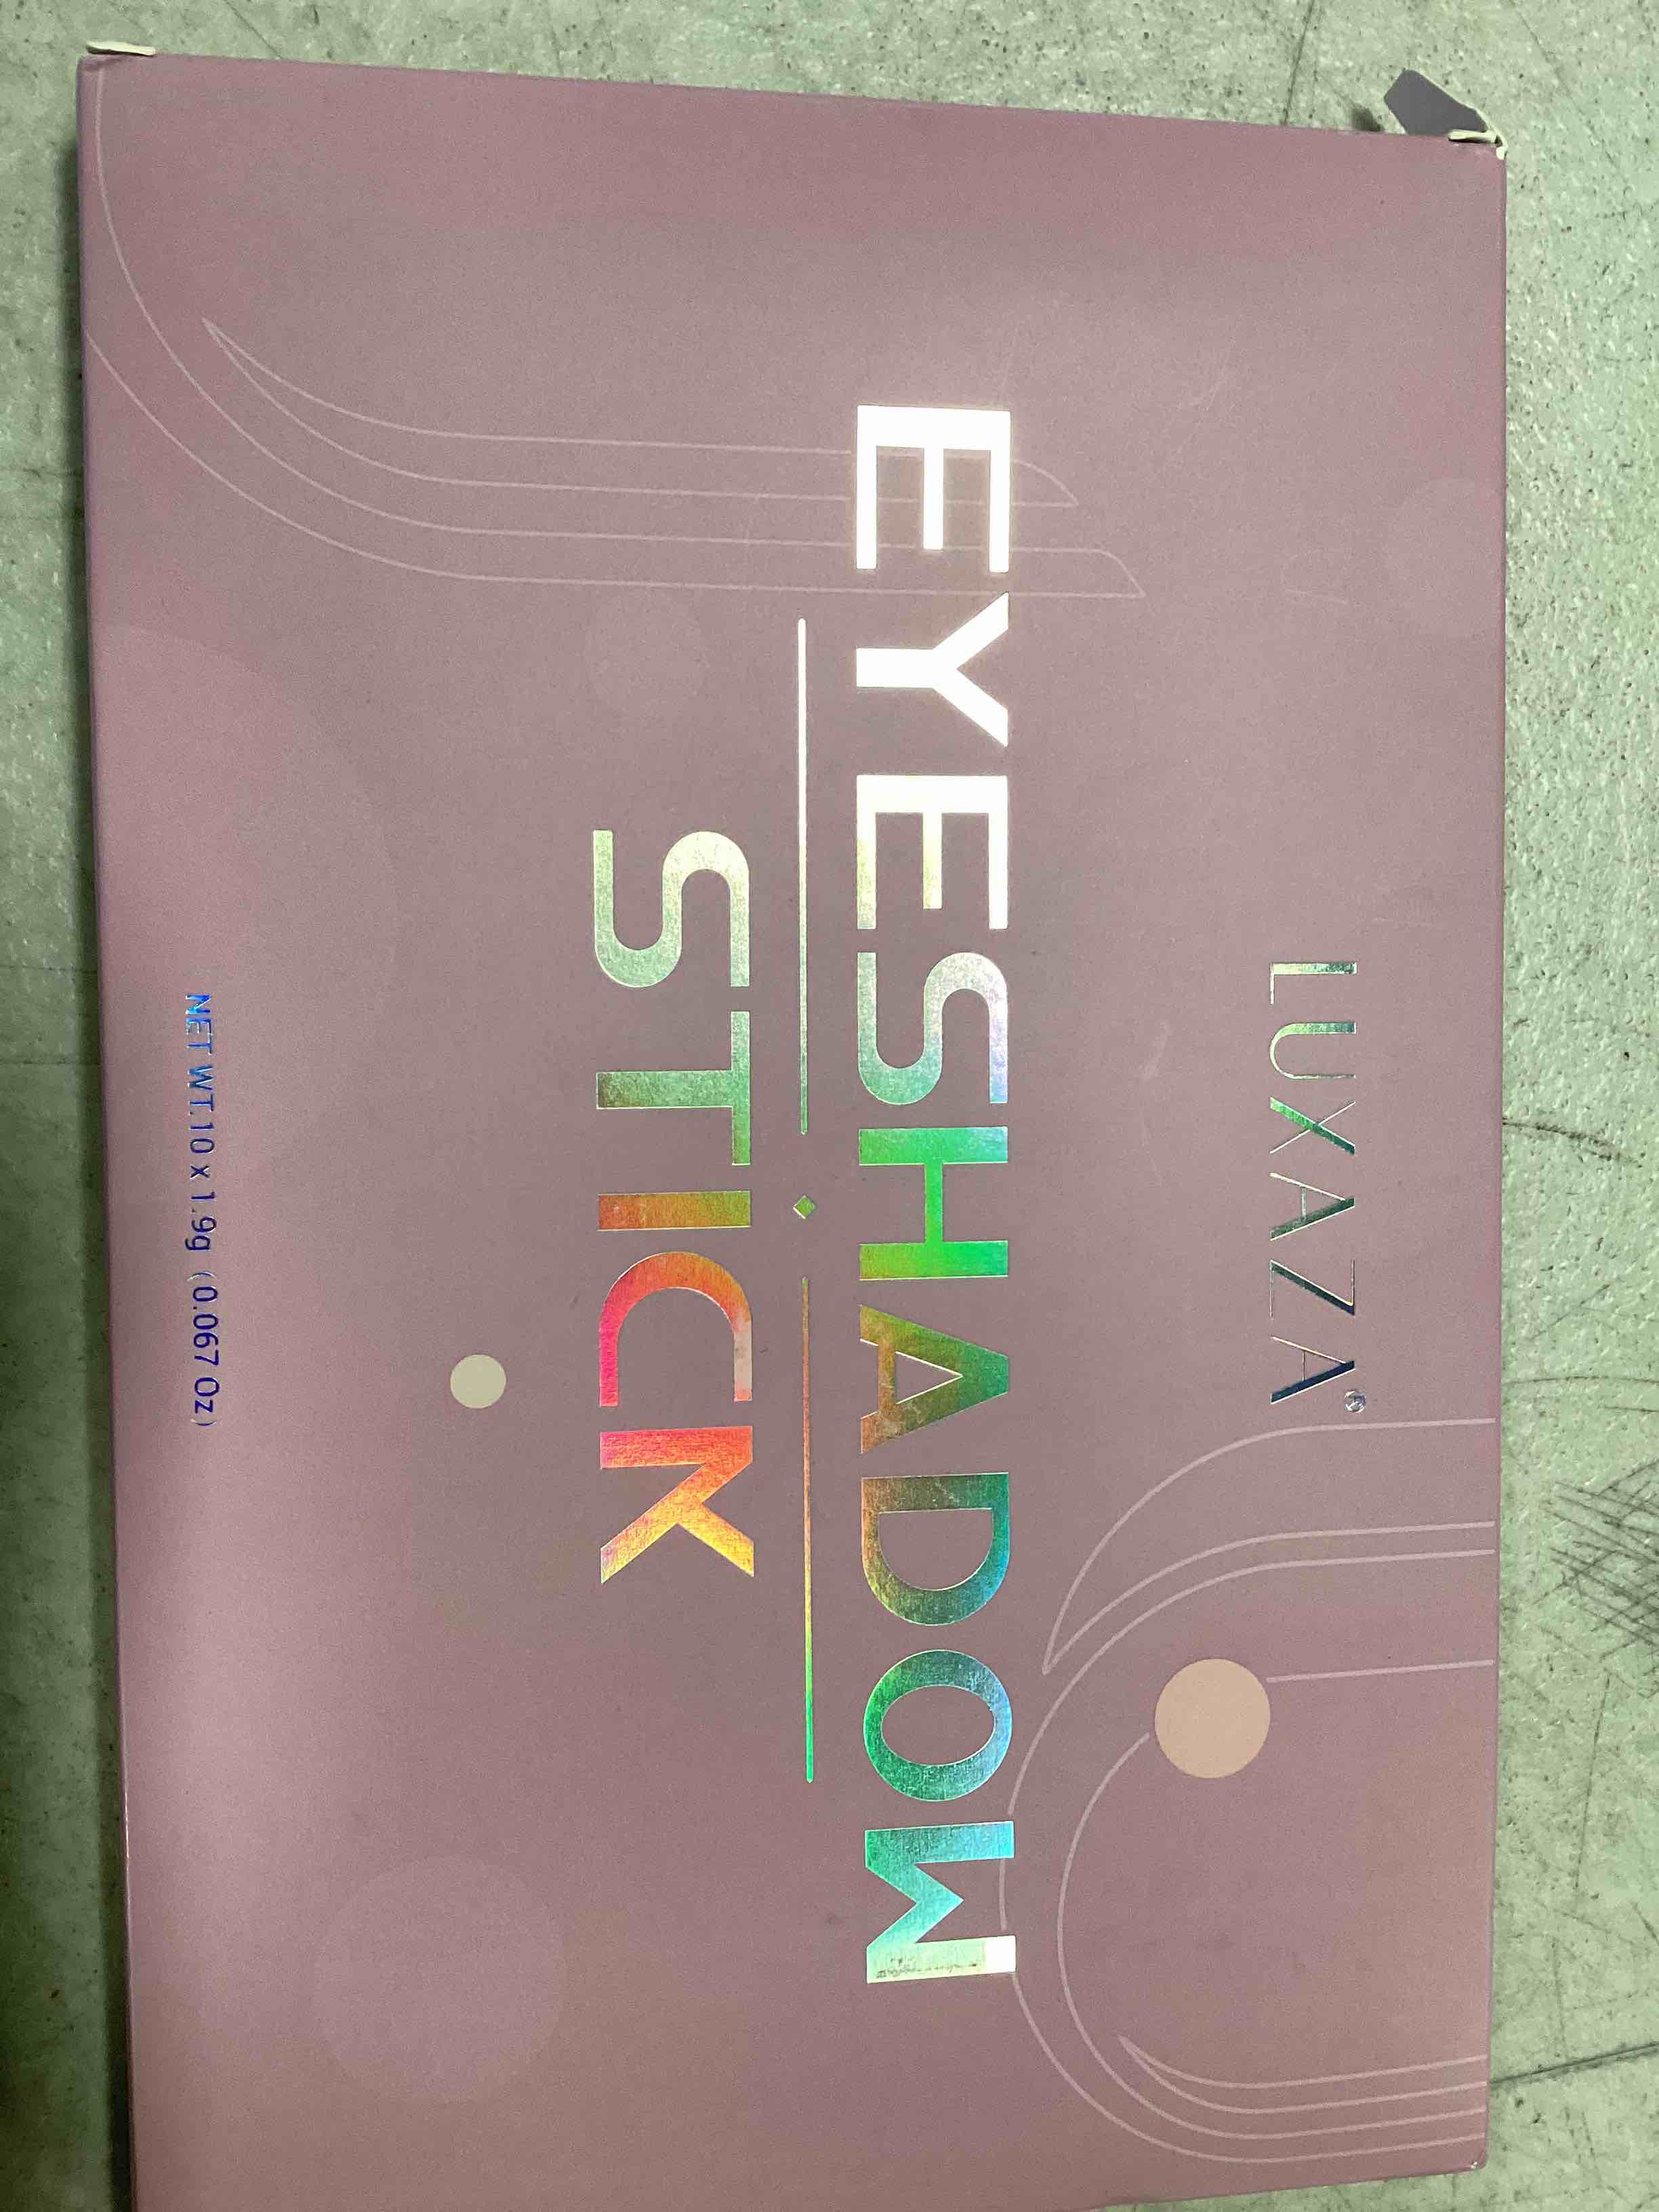 LUXAZA®
EYESHADOW
STICK
NET WT.10 x 1.9g (0.067 Oz)